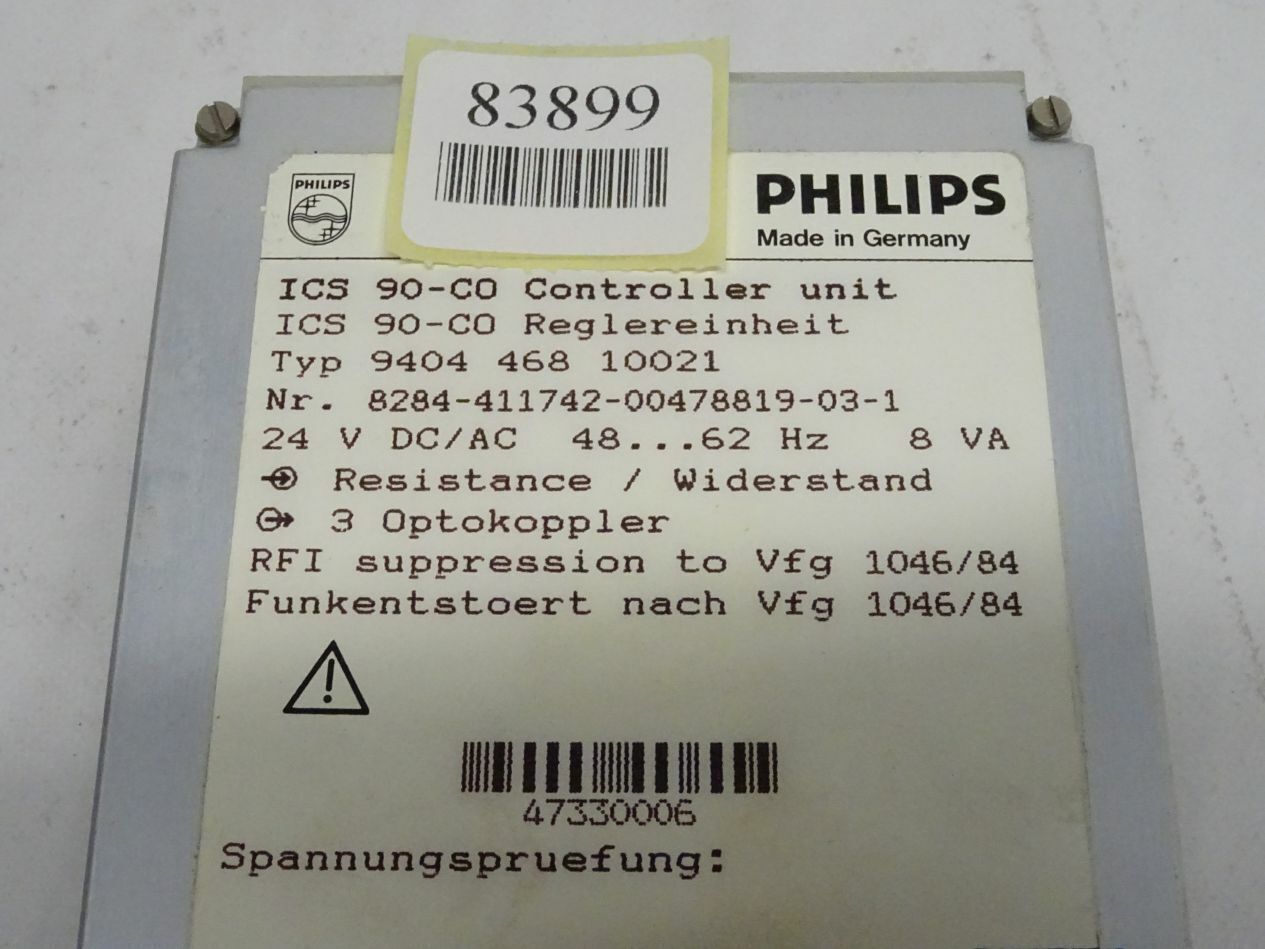 83899
PHILIPS
PHILIPS
Made in Germany
ICS 90-CO Controller unit
ICS 90-CO Reglereinheit
Typ 9404 468 10021
Nr. 8284-411742-00478819-03-1
24 V DC/AC 48...62 Hz 8 VA
Resistance / Widerstand
3 Optokoppler
RFI suppression to Vfg 1046/84
Funkentstoert nach Vfg 1046/84
47330006
Spannungspruefung: